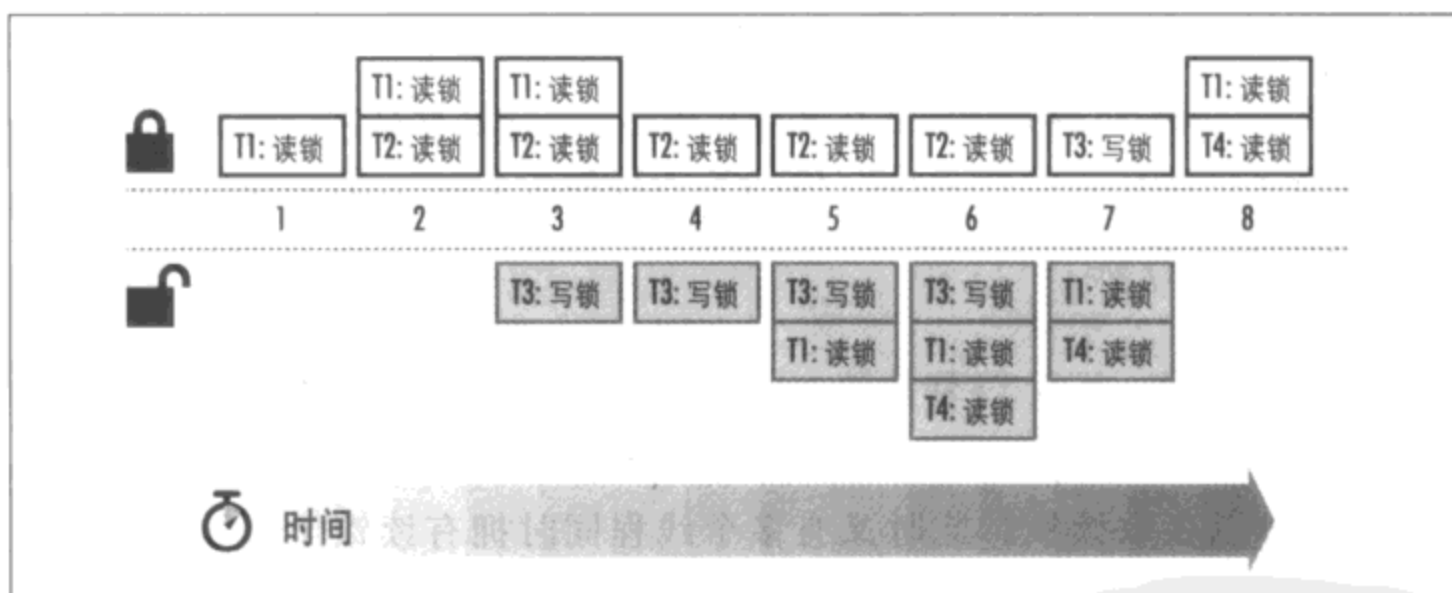 T1: 读锁 T1: 读锁 T1: 读锁
T1: 读锁 T2: 读锁 T2: 读锁 T2: 读锁 T2: 读锁 T2: 读锁 T3: 写锁 T4: 读锁
1 2 3 4 5 6 7 8
T3: 写锁 T3: 写锁 T3: 写锁 T3: 写锁 T1: 读锁
T1: 读锁 T1: 读锁 T4: 读锁
T4: 读锁
时间